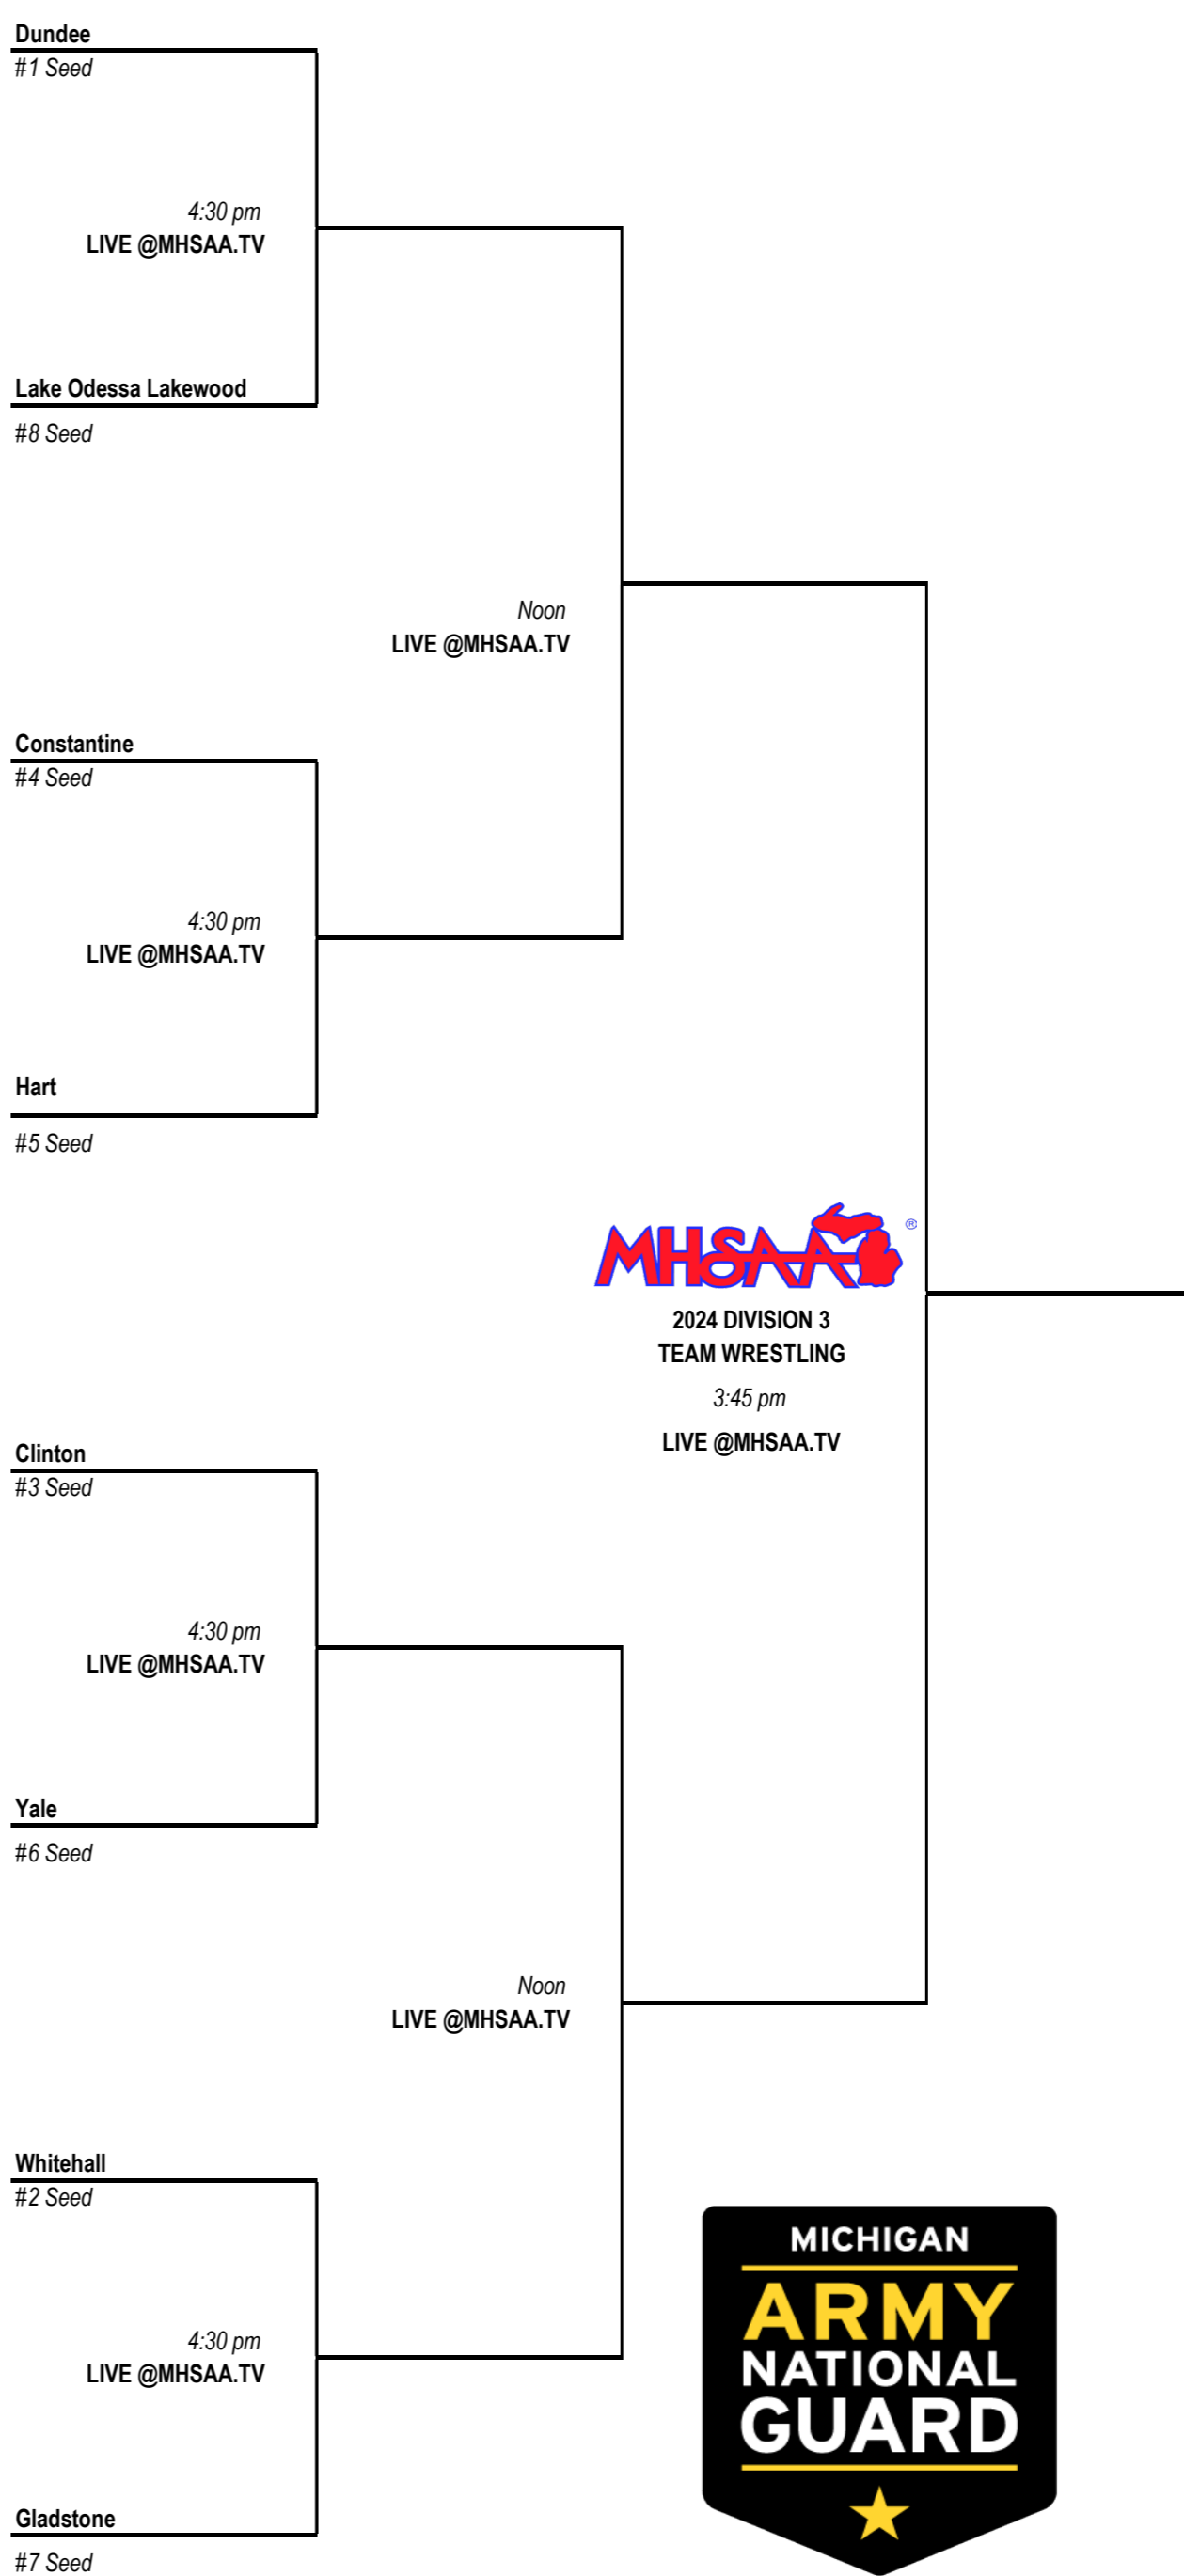 Dundee
#1 Seed
4:30 pm
LIVE @MHSAA.TV
Lake Odessa Lakewood
#8 Seed
Noon
LIVE @MHSAA.TV
Constantine
#4 Seed
4:30 pm
LIVE @MHSAA.TV
Hart
#5 Seed
MHSAA ®
2024 DIVISION 3
TEAM WRESTLING
3:45 pm
LIVE @MHSAA.TV
Clinton
#3 Seed
4:30 pm
LIVE @MHSAA.TV
Yale
#6 Seed
Noon
LIVE @MHSAA.TV
Whitehall
#2 Seed
4:30 pm
LIVE @MHSAA.TV
Gladstone
#7 Seed
MICHIGAN
ARMY
NATIONAL
GUARD